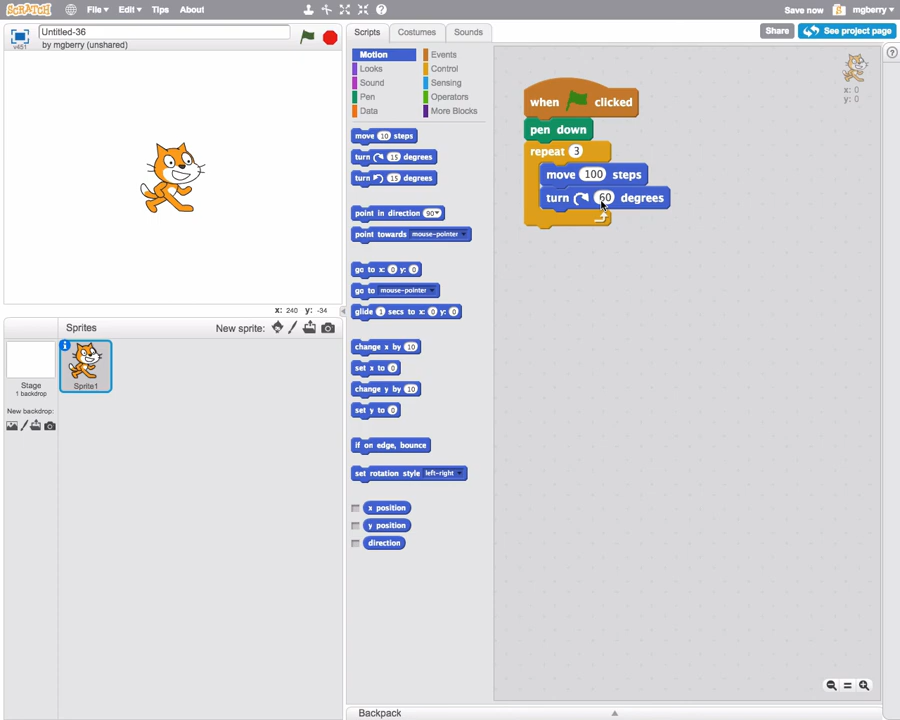 SCRATCH File▼ Edit▼ Tips About Save now mgberry▼
v451 Untitled-36
by mgberry (unshared)
Scripts Costumes Sounds
Share See project page
Motion Events
Looks Control
Sound Sensing
Pen Operators
Data More Blocks
move 10 steps
turn 15 degrees
turn 15 degrees
point in direction 90▼
point towards mouse-pointer
go to x: 0 y: 0
go to mouse-pointer
glide 1 secs to x: 0 y: 0
change x by 10
set x to 0
change y by 10
set y to 0
if on edge, bounce
set rotation style left-right
x position
y position
direction
when clicked
pen down
repeat 3
move 100 steps
turn 60 degrees
x: 0
y: 0
?
x: 240 y: -34
Sprites New sprite:
Stage
1 backdrop
New backdrop:
i
Sprite1
Backpack